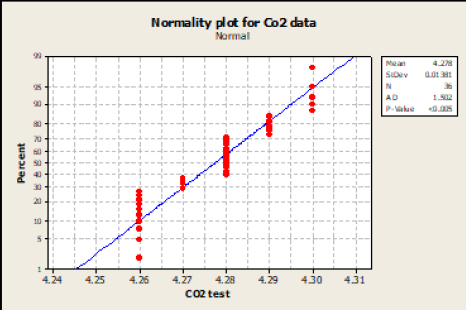 Normality plot for Co2 data
Normal
99
95
90
80
70
60
50
40
30
20
10
5
1
Percent
4.24 4.25 4.26 4.27 4.28 4.29 4.30 4.31
CO2 test
Mean 4.278
StDev 0.01381
N 36
AD 1.502
P-Value <0.005